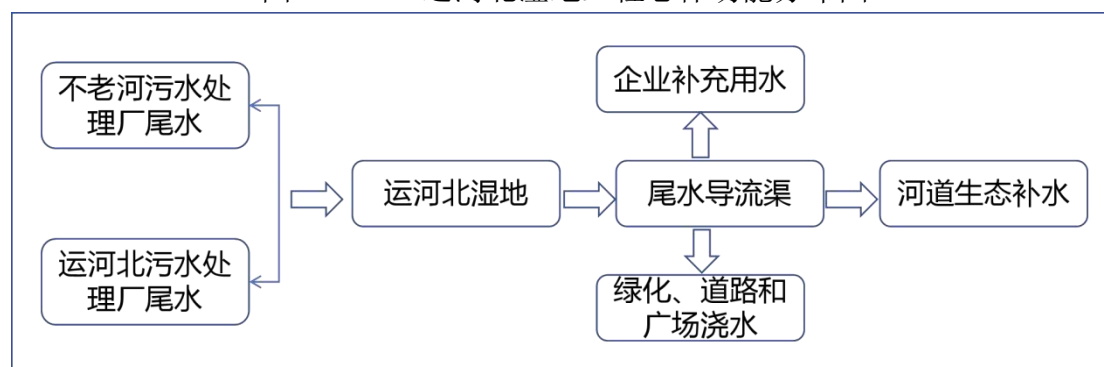 不老河污水处
理厂尾水
运河北污水处
理厂尾水
运河北湿地
企业补充用水
尾水导流渠
绿化、道路和
广场浇水
河道生态补水